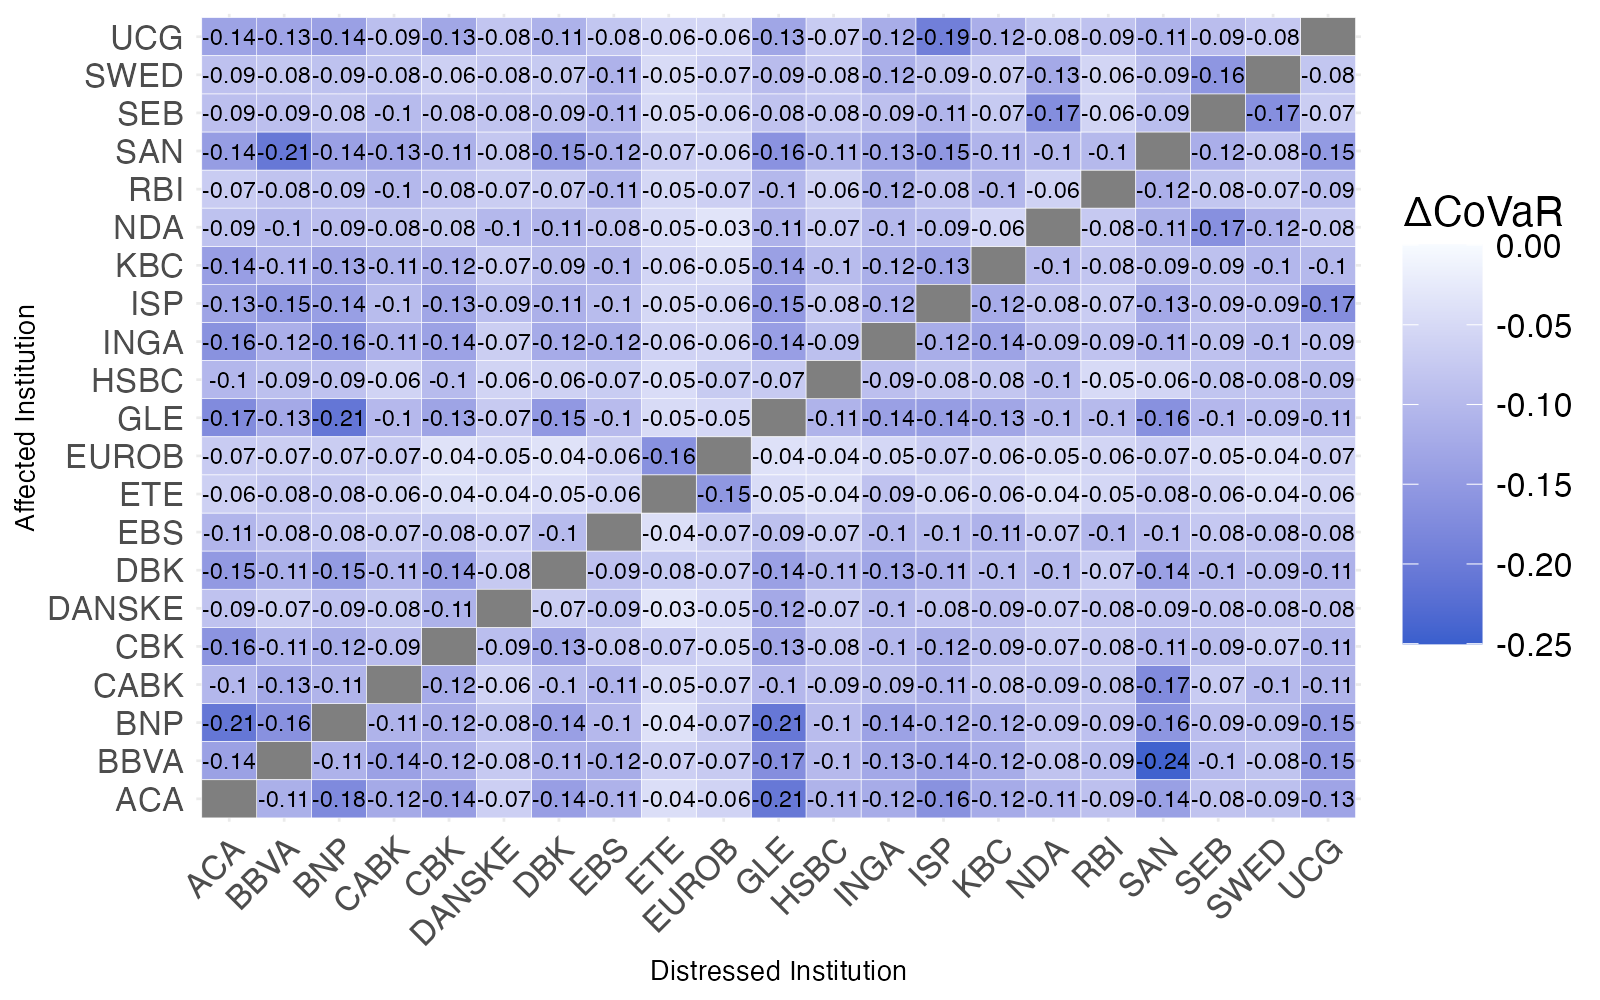 UCG -0.14 -0.13 -0.14 -0.09 -0.13 -0.08 -0.11 -0.08 -0.06 -0.06 -0.13 -0.07 -0.12 -0.19 -0.12 -0.08 -0.09 -0.11 -0.09 -0.08
SWED -0.09 -0.08 -0.09 -0.08 -0.06 -0.08 -0.07 -0.11 -0.05 -0.07 -0.09 -0.08 -0.12 -0.09 -0.07 -0.13 -0.06 -0.09 -0.16 -0.08
SEB -0.09 -0.09 -0.08 -0.1 -0.08 -0.08 -0.09 -0.11 -0.05 -0.06 -0.08 -0.08 -0.09 -0.11 -0.07 -0.17 -0.06 -0.09 -0.17 -0.07
SAN -0.14 -0.21 -0.14 -0.13 -0.11 -0.08 -0.15 -0.12 -0.07 -0.06 -0.16 -0.11 -0.13 -0.15 -0.11 -0.1 -0.1 -0.12 -0.08 -0.15
RBI -0.07 -0.08 -0.09 -0.1 -0.08 -0.07 -0.07 -0.11 -0.05 -0.07 -0.1 -0.06 -0.12 -0.08 -0.1 -0.06 -0.12 -0.08 -0.07 -0.09
NDA -0.09 -0.1 -0.09 -0.08 -0.08 -0.1 -0.11 -0.08 -0.05 -0.03 -0.11 -0.07 -0.1 -0.09 -0.06 -0.08 -0.11 -0.17 -0.12 -0.08
KBC -0.14 -0.11 -0.13 -0.11 -0.12 -0.07 -0.09 -0.1 -0.06 -0.05 -0.14 -0.1 -0.12 -0.13 -0.1 -0.08 -0.09 -0.09 -0.1 -0.1
ISP -0.13 -0.15 -0.14 -0.1 -0.13 -0.09 -0.11 -0.1 -0.05 -0.06 -0.15 -0.08 -0.12 -0.12 -0.08 -0.07 -0.13 -0.09 -0.09 -0.17
INGA -0.16 -0.12 -0.16 -0.11 -0.14 -0.07 -0.12 -0.12 -0.06 -0.06 -0.14 -0.09 -0.12 -0.14 -0.09 -0.09 -0.11 -0.09 -0.1 -0.09
HSBC -0.1 -0.09 -0.09 -0.06 -0.1 -0.06 -0.06 -0.07 -0.05 -0.07 -0.07 -0.09 -0.08 -0.08 -0.1 -0.05 -0.06 -0.08 -0.08 -0.09
GLE -0.17 -0.13 -0.21 -0.1 -0.13 -0.07 -0.15 -0.1 -0.05 -0.05 -0.11 -0.14 -0.14 -0.13 -0.1 -0.1 -0.16 -0.1 -0.09 -0.11
EUROB -0.07 -0.07 -0.07 -0.07 -0.04 -0.05 -0.04 -0.06 -0.16 -0.04 -0.04 -0.05 -0.07 -0.06 -0.05 -0.06 -0.07 -0.05 -0.04 -0.07
ETE -0.06 -0.08 -0.08 -0.06 -0.04 -0.04 -0.05 -0.06 -0.15 -0.05 -0.04 -0.09 -0.06 -0.06 -0.04 -0.05 -0.08 -0.06 -0.04 -0.06
EBS -0.11 -0.08 -0.08 -0.07 -0.08 -0.07 -0.1 -0.04 -0.07 -0.09 -0.07 -0.1 -0.1 -0.11 -0.07 -0.1 -0.1 -0.08 -0.08 -0.08
DBK -0.15 -0.11 -0.15 -0.11 -0.14 -0.08 -0.09 -0.08 -0.07 -0.14 -0.11 -0.13 -0.11 -0.1 -0.1 -0.07 -0.14 -0.1 -0.09 -0.11
DANSKE -0.09 -0.07 -0.09 -0.08 -0.11 -0.07 -0.09 -0.03 -0.05 -0.12 -0.07 -0.1 -0.08 -0.09 -0.07 -0.08 -0.09 -0.08 -0.08 -0.08
CBK -0.16 -0.11 -0.12 -0.09 -0.09 -0.13 -0.08 -0.07 -0.05 -0.13 -0.08 -0.1 -0.12 -0.09 -0.07 -0.08 -0.11 -0.09 -0.07 -0.11
CABK -0.1 -0.13 -0.11 -0.12 -0.06 -0.1 -0.11 -0.05 -0.07 -0.1 -0.09 -0.09 -0.11 -0.08 -0.09 -0.08 -0.17 -0.07 -0.1 -0.11
BNP -0.21 -0.16 -0.11 -0.12 -0.08 -0.14 -0.1 -0.04 -0.07 -0.21 -0.1 -0.14 -0.12 -0.12 -0.09 -0.09 -0.16 -0.09 -0.09 -0.15
BBVA -0.14 -0.11 -0.14 -0.12 -0.08 -0.11 -0.12 -0.07 -0.07 -0.17 -0.1 -0.13 -0.14 -0.12 -0.08 -0.09 -0.24 -0.1 -0.08 -0.15
ACA -0.11 -0.18 -0.12 -0.14 -0.07 -0.14 -0.11 -0.04 -0.06 -0.21 -0.11 -0.12 -0.16 -0.12 -0.11 -0.09 -0.14 -0.08 -0.09 -0.13
ACA BBVA BNP CABK CBK DANSKE DBK EBS ETE EUROB GLE HSBC INGA ISP KBC NDA RBI SAN SEB SWED UCG
Distressed Institution
Affected Institution
ΔCoVaR
0.00
-0.05
-0.10
-0.15
-0.20
-0.25